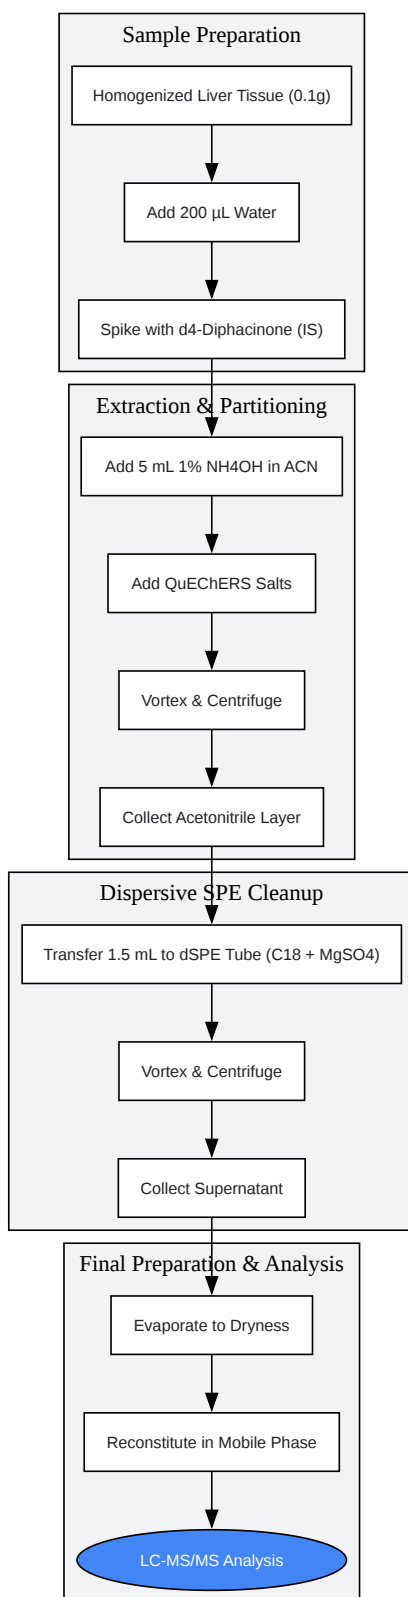 Sample Preparation
Homogenized Liver Tissue (0.1g)
Add 200 µL Water
Spike with d4-Diphacinone (IS)
Extraction & Partitioning
Add 5 mL 1% NH4OH in ACN
Add QuEChERS Salts
Vortex & Centrifuge
Collect Acetonitrile Layer
Dispersive SPE Cleanup
Transfer 1.5 mL to dSPE Tube (C18 + MgSO4)
Vortex & Centrifuge
Collect Supernatant
Final Preparation & Analysis
Evaporate to Dryness
Reconstitute in Mobile Phase
LC-MS/MS Analysis